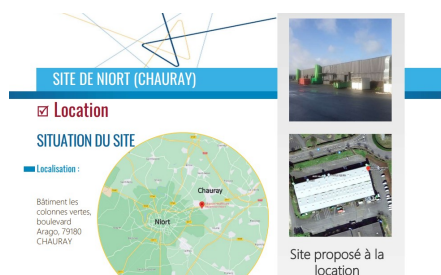 SITE DE NIORT (CHAURAY)
Location
SITUATION DU SITE
Localisation :
Bâtiment les
colonnes vertes,
boulevard
Arago, 79180
CHAURAY
Chauray
Niort
Site proposé à la
location